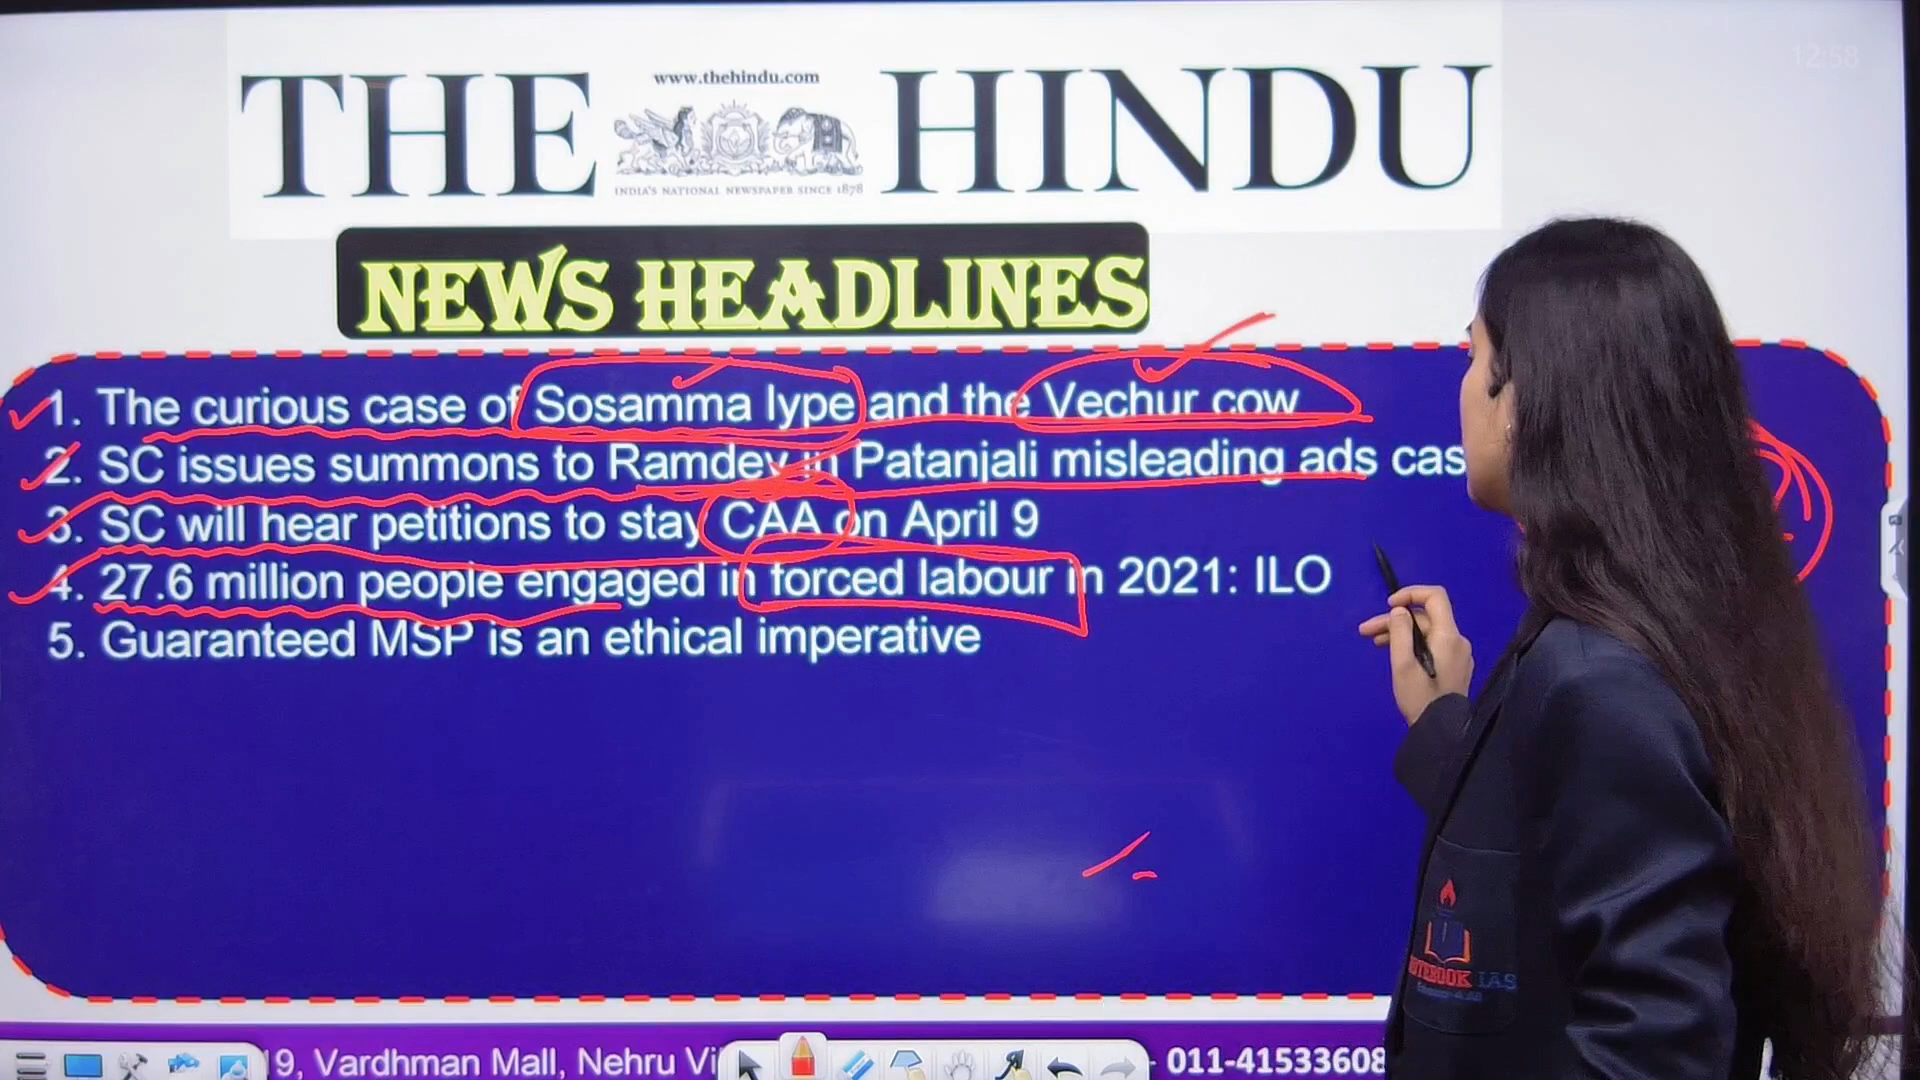 12:58
www.thehindu.com
THE HINDU
INDIA'S NATIONAL NEWSPAPER SINCE 1878
NEWS HEADLINES
1. The curious case of Sosamma Iype and the Vechur cow
2. SC issues summons to Ramdev in Patanjali misleading ads cas
3. SC will hear petitions to stay CAA on April 9
4. 27.6 million people engaged in forced labour in 2021: ILO
5. Guaranteed MSP is an ethical imperative
IAS
19, Vardhman Mall, Nehru Vi
- 011-41533608